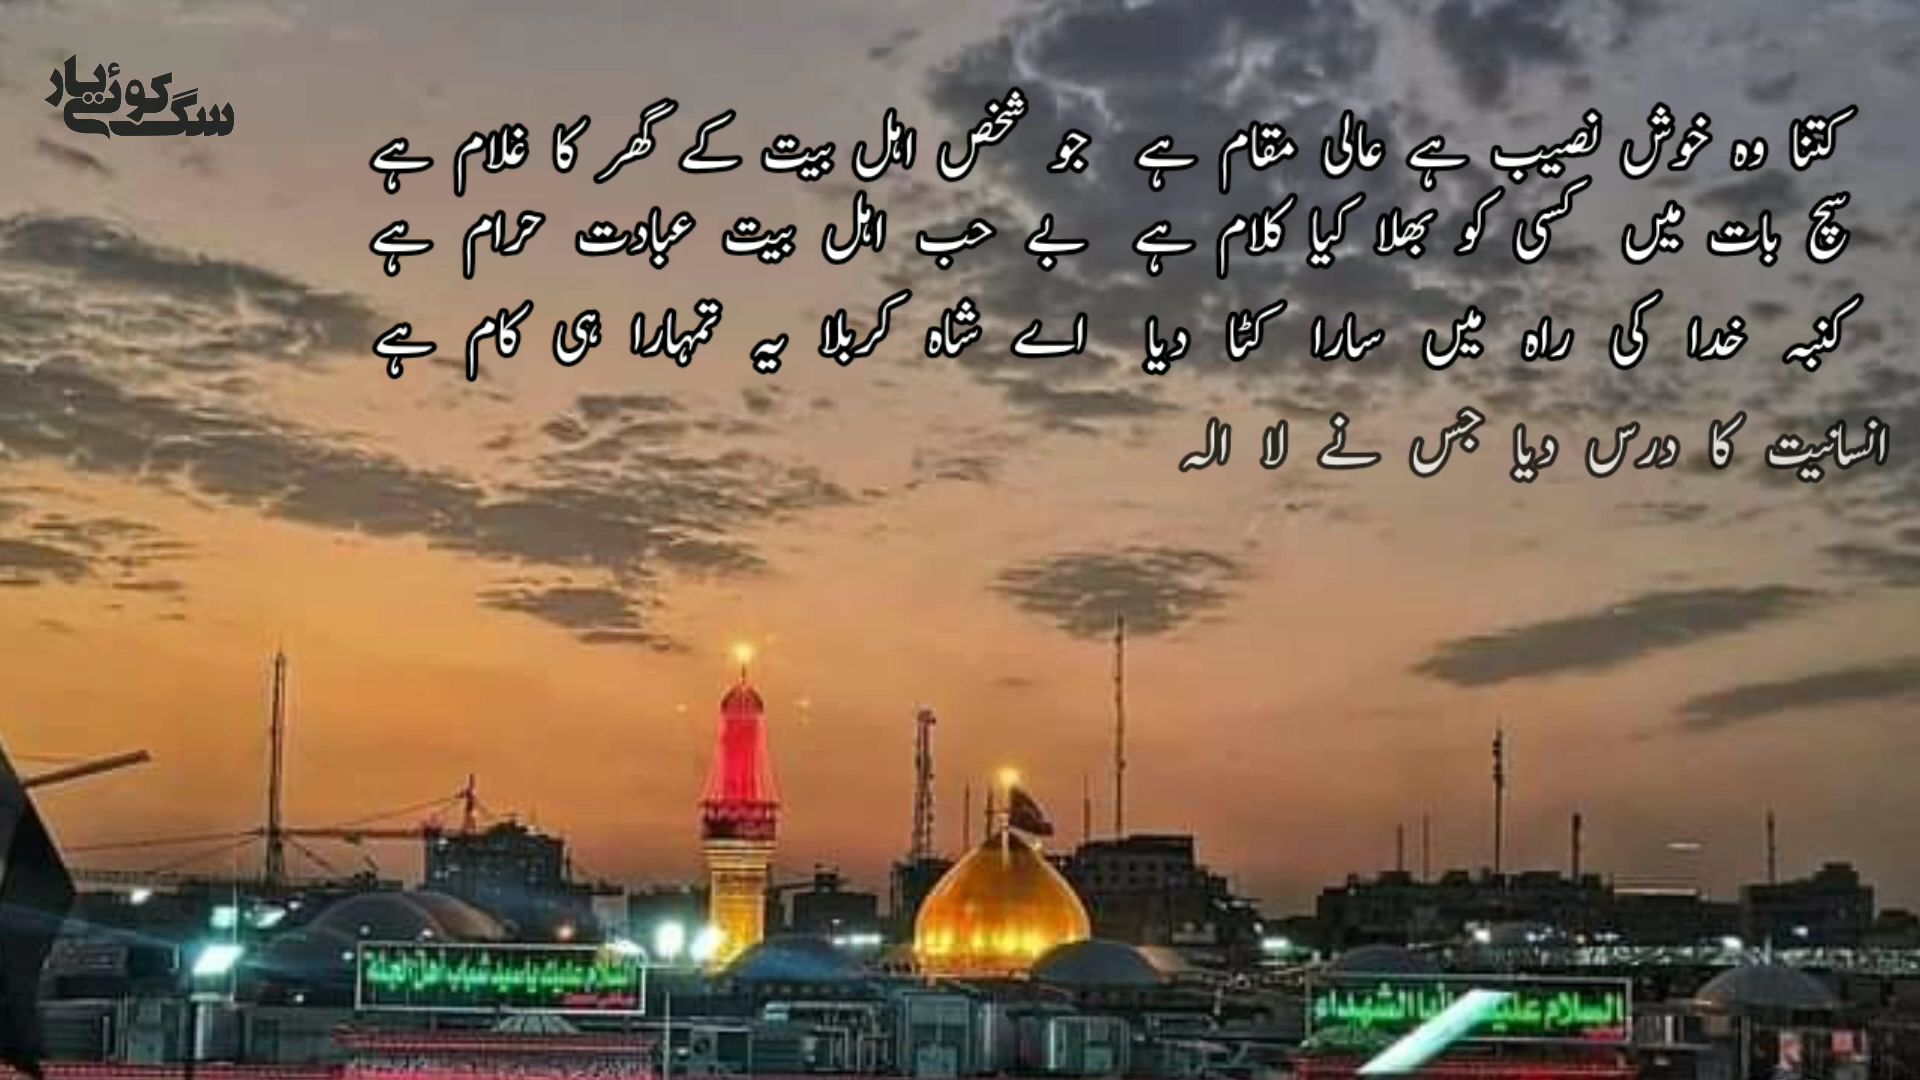 سگ کوئے یار
کتنا وہ خوش نصیب ہے عالی مقام ہے جو شخص اہل بیت کے گھر کا غلام ہے
سچ بات میں کسی کو بھلا کیا کلام ہے بے حب اہل بیت عبادت حرام ہے
کنبہ خدا کی راہ میں سارا کٹا دیا اے شاہ کربلا یہ تمہارا ہی کام ہے
انسانیت کا درس دیا جس نے لا الہ
السلام علیک یا سید شباب اهل الجنة
السلام علیک یا ابا الشهداء